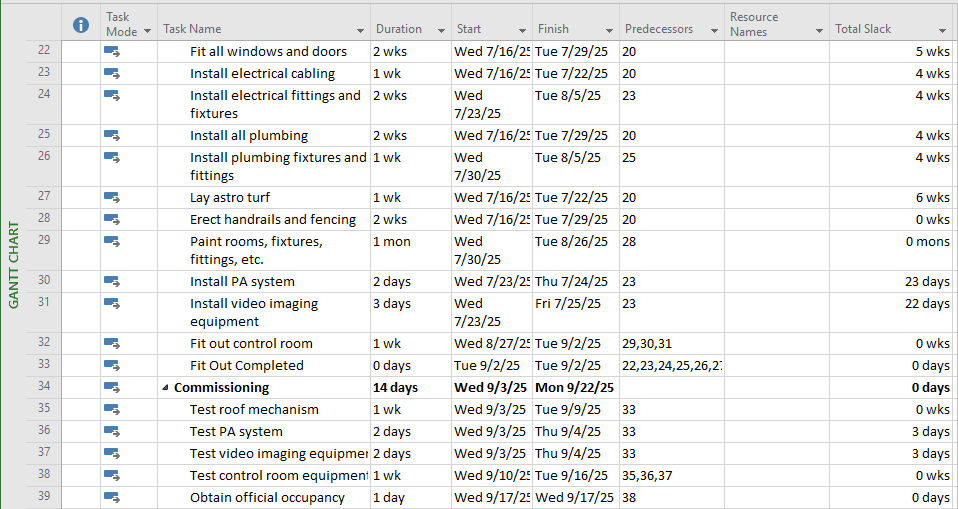 GANTT CHART
Task Mode Task Name Duration Start Finish Predecessors Resource Names Total Slack
22 Fit all windows and doors 2 wks Wed 7/16/25 Tue 7/29/25 20 5 wks
23 Install electrical cabling 1 wk Wed 7/16/25 Tue 7/22/25 20 4 wks
24 Install electrical fittings and fixtures 2 wks Wed 7/23/25 Tue 8/5/25 23 4 wks
25 Install all plumbing 2 wks Wed 7/16/25 Tue 7/29/25 20 4 wks
26 Install plumbing fixtures and fittings 1 wk Wed 7/30/25 Tue 8/5/25 25 4 wks
27 Lay astro turf 1 wk Wed 7/16/25 Tue 7/22/25 20 6 wks
28 Erect handrails and fencing 2 wks Wed 7/16/25 Tue 7/29/25 20 0 wks
29 Paint rooms, fixtures, fittings, etc. 1 mon Wed 7/30/25 Tue 8/26/25 28 0 mons
30 Install PA system 2 days Wed 7/23/25 Thu 7/24/25 23 23 days
31 Install video imaging equipment 3 days Wed 7/23/25 Fri 7/25/25 23 22 days
32 Fit out control room 1 wk Wed 8/27/25 Tue 9/2/25 29,30,31 0 wks
33 Fit Out Completed 0 days Tue 9/2/25 Tue 9/2/25 22,23,24,25,26,27 0 days
34 Commissioning 14 days Wed 9/3/25 Mon 9/22/25 0 days
35 Test roof mechanism 1 wk Wed 9/3/25 Tue 9/9/25 33 0 wks
36 Test PA system 2 days Wed 9/3/25 Thu 9/4/25 33 3 days
37 Test video imaging equipmen 2 days Wed 9/3/25 Thu 9/4/25 33 3 days
38 Test control room equipment 1 wk Wed 9/10/25 Tue 9/16/25 35,36,37 0 wks
39 Obtain official occupancy 1 day Wed 9/17/25 Wed 9/17/25 38 0 days